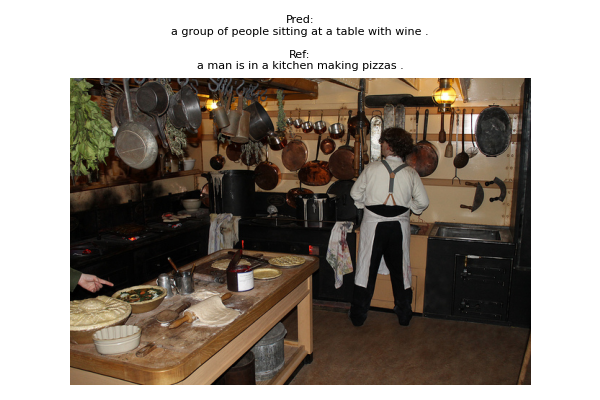 Pred:
a group of people sitting at a table with wine .
Ref:
a man is in a kitchen making pizzas .